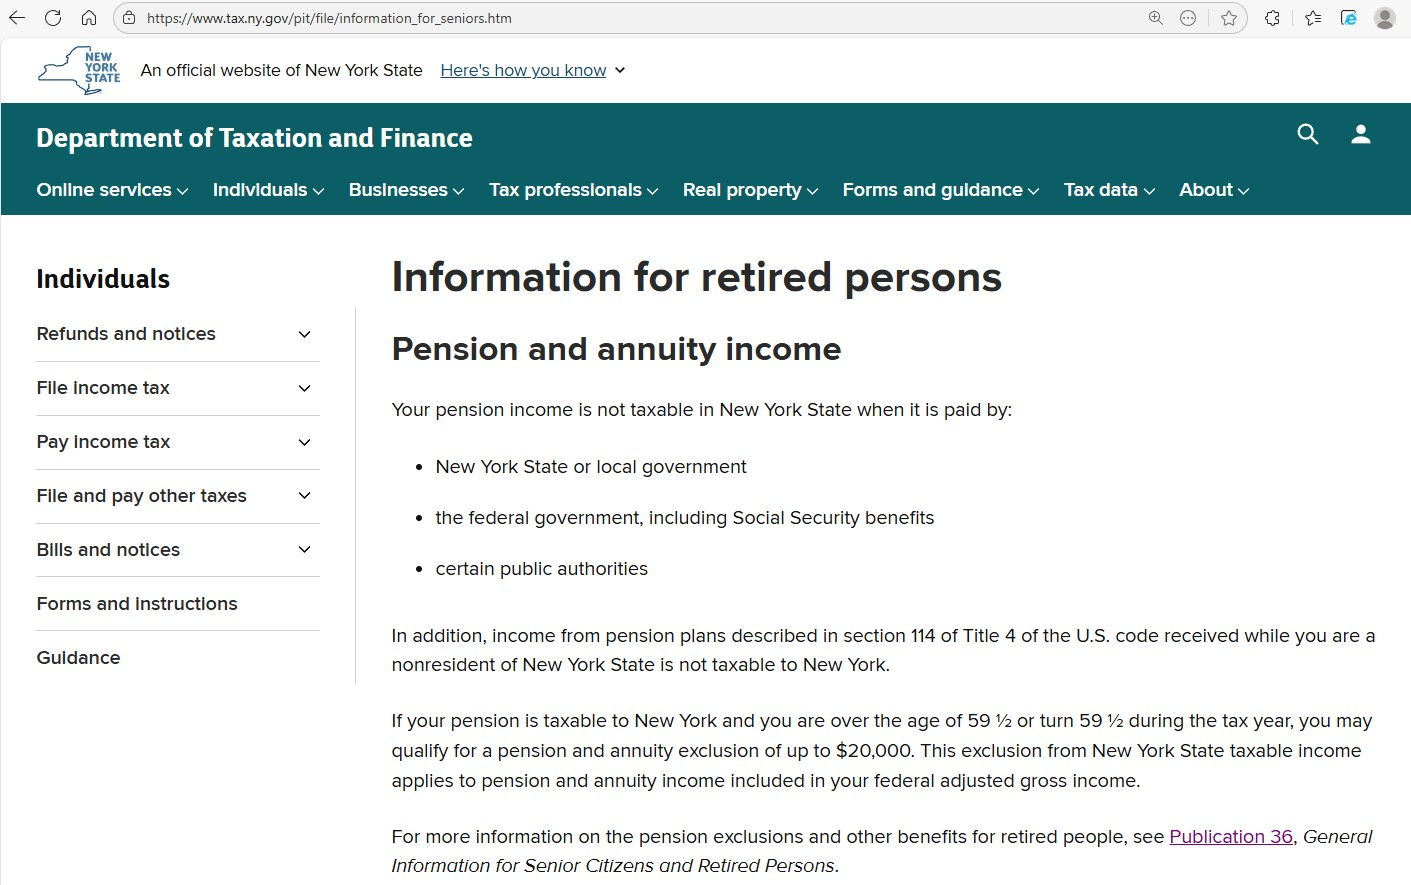 https://www.tax.ny.gov/pit/file/information_for_seniors.htm
NEW
YORK
STATE
An official website of New York State Here's how you know
Department of Taxation and Finance
Online services Individuals Businesses Tax professionals Real property Forms and guidance Tax data About
Individuals
Refunds and notices
File income tax
Pay income tax
File and pay other taxes
Bills and notices
Forms and instructions
Guidance
Information for retired persons
Pension and annuity income
Your pension income is not taxable in New York State when it is paid by:
• New York State or local government
• the federal government, including Social Security benefits
• certain public authorities
In addition, income from pension plans described in section 114 of Title 4 of the U.S. code received while you are a
nonresident of New York State is not taxable to New York.
If your pension is taxable to New York and you are over the age of 59 ½ or turn 59 ½ during the tax year, you may
qualify for a pension and annuity exclusion of up to $20,000. This exclusion from New York State taxable income
applies to pension and annuity income included in your federal adjusted gross income.
For more information on the pension exclusions and other benefits for retired people, see Publication 36, General
Information for Senior Citizens and Retired Persons.